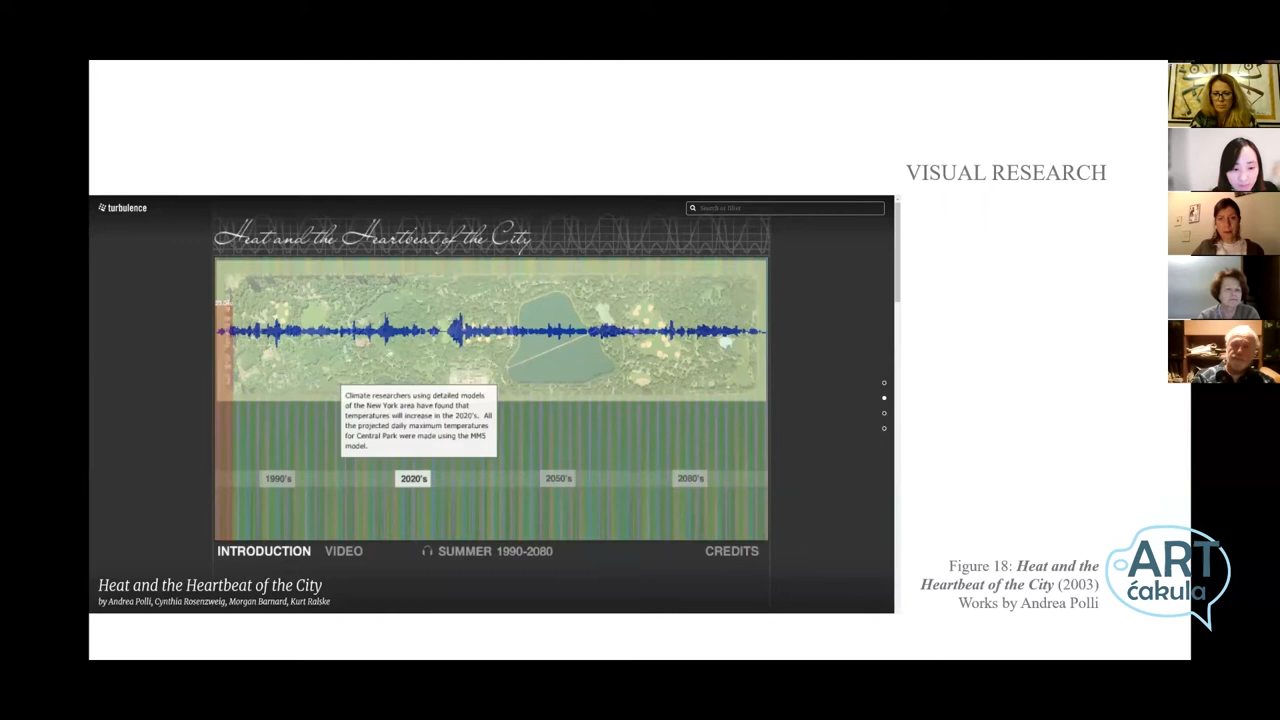 VISUAL RESEARCH
turbulence
Search or filter
Heat and the Heartbeat of the City
Climate researchers using detailed models
of the New York area have found that
temperatures will increase in the 2020's. All
the projected daily maximum temperatures
for Central Park were made using the MM5
model.
1990's
2020's
2050's
2080's
INTRODUCTION
VIDEO
SUMMER 1990-2080
CREDITS
Heat and the Heartbeat of the City
by Andrea Polli, Cynthia Rosenzweig, Morgan Barnard, Kurt Ralske
Figure 18: Heat and the
Heartbeat of the City (2003)
Works by Andrea Polli
ART
ćakula